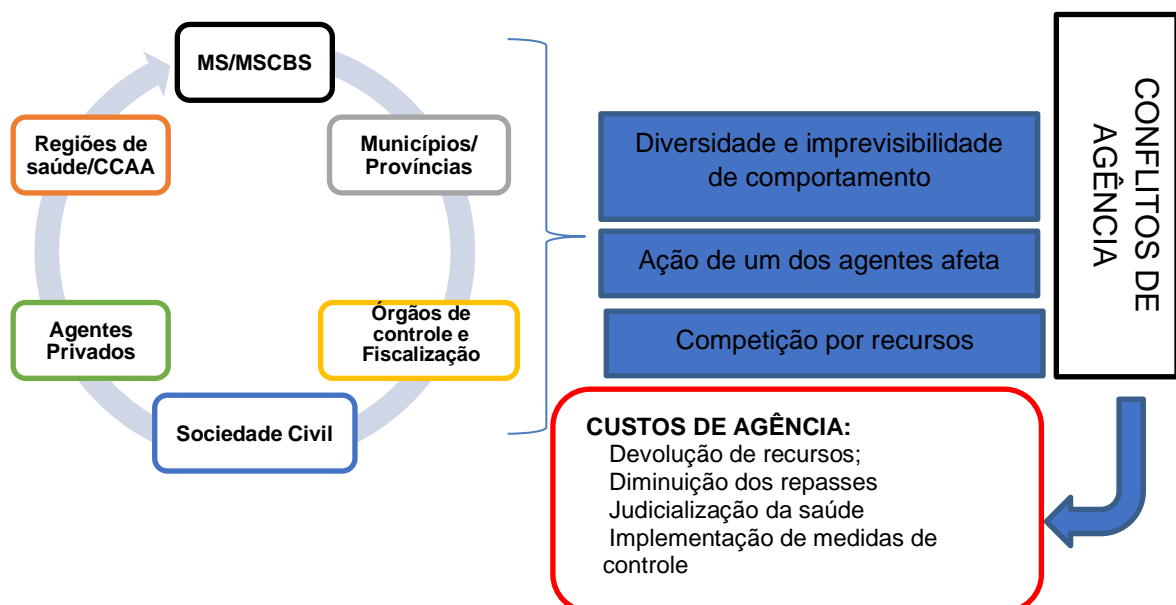 MS/MSCBS
Municípios/
Províncias
Órgãos de
controle e
Fiscalização
Sociedade Civil
Agentes
Privados
Regiões de
saúde/CCAA
Diversidade e imprevisibilidade
de comportamento
Ação de um dos agentes afeta
Competição por recursos
CONFLITOS DE
AGÊNCIA
CUSTOS DE AGÊNCIA:
Devolução de recursos;
Diminuição dos repasses
Judicialização da saúde
Implementação de medidas de
controle